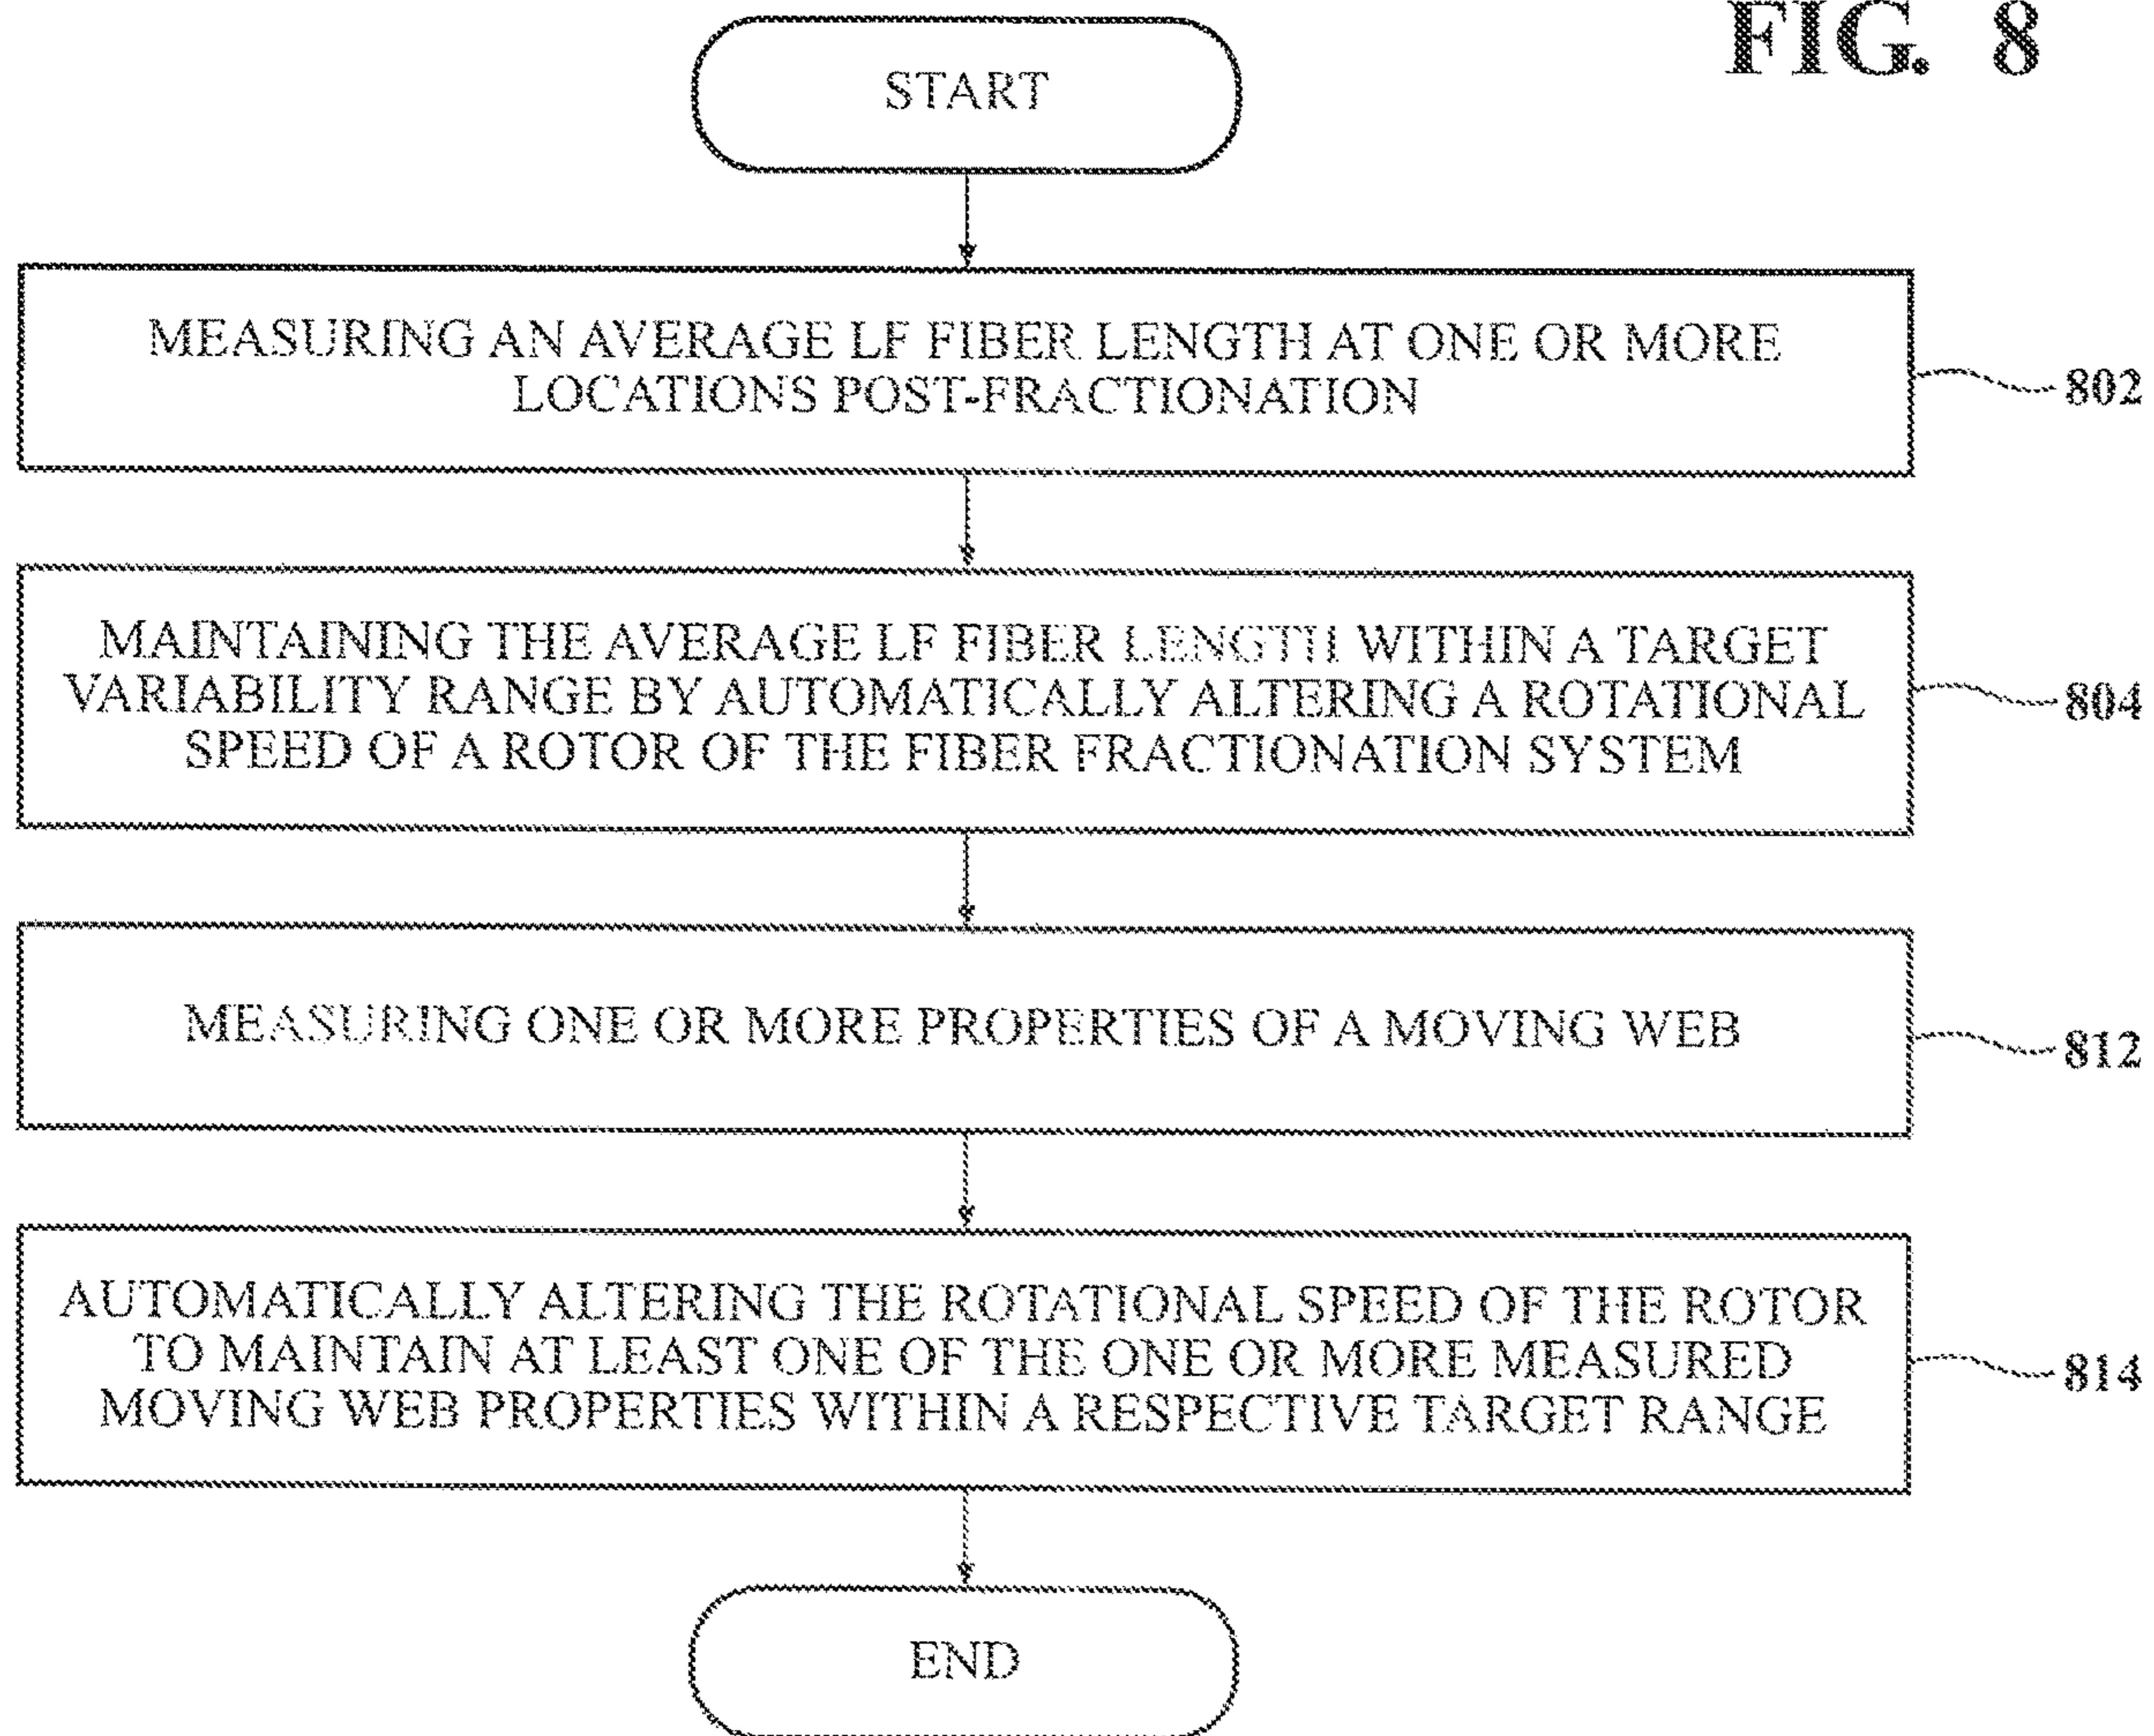 FIG. 8
START
MEASURING AN AVERAGE LF FIBER LENGTH AT ONE OR MORE
LOCATIONS POST-FRACTIONATION
802
MAINTAINING THE AVERAGE LF FIBER LENGTH WITHIN A TARGET
VARIABILITY RANGE BY AUTOMATICALLY ALTERING A ROTATIONAL
SPEED OF A ROTOR OF THE FIBER FRACTIONATION SYSTEM
804
MEASURING ONE OR MORE PROPERTIES OF A MOVING WEB
812
AUTOMATICALLY ALTERING THE ROTATIONAL SPEED OF THE ROTOR
TO MAINTAIN AT LEAST ONE OF THE ONE OR MORE MEASURED
MOVING WEB PROPERTIES WITHIN A RESPECTIVE TARGET RANGE
814
END